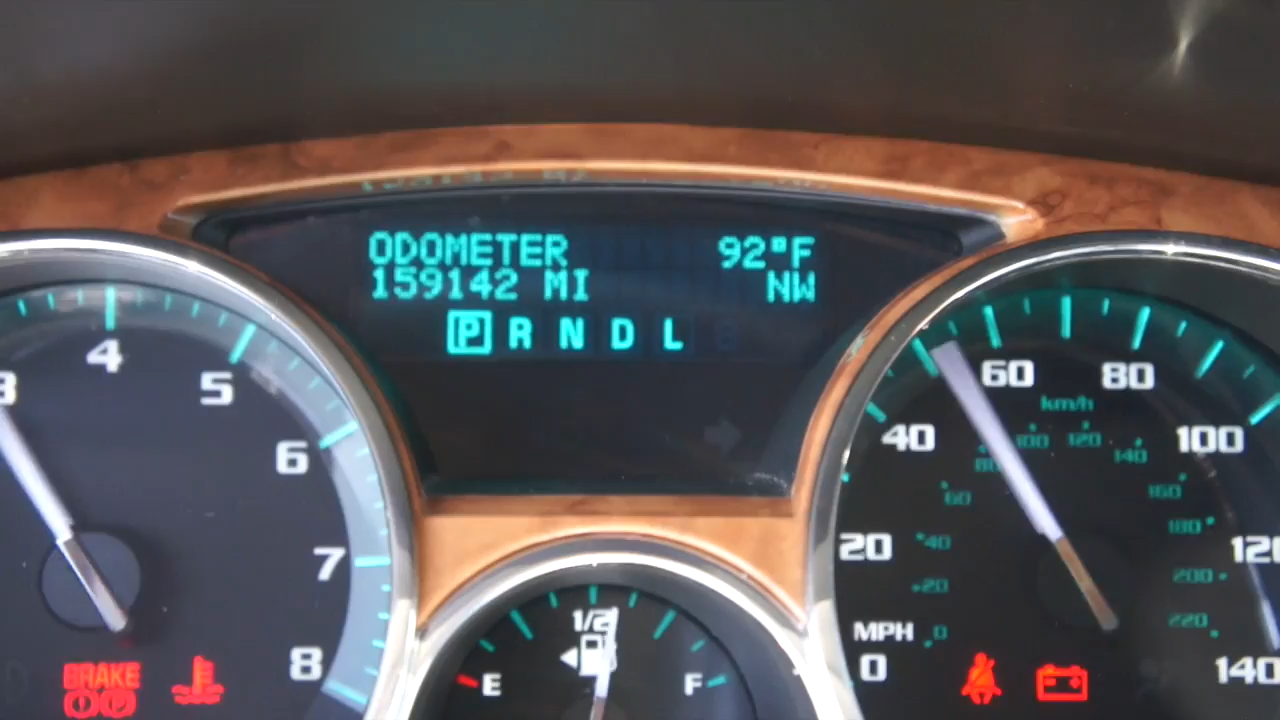 ODOMETER 92°F
159142 MI NW
P R N D L
3 4 5 6 7 8
BRAKE
P
1/2
E F
0 20 40 60 80 100 120 140
MPH
km/h
0 20 40 60 80 100 120 140 160 180 200 220